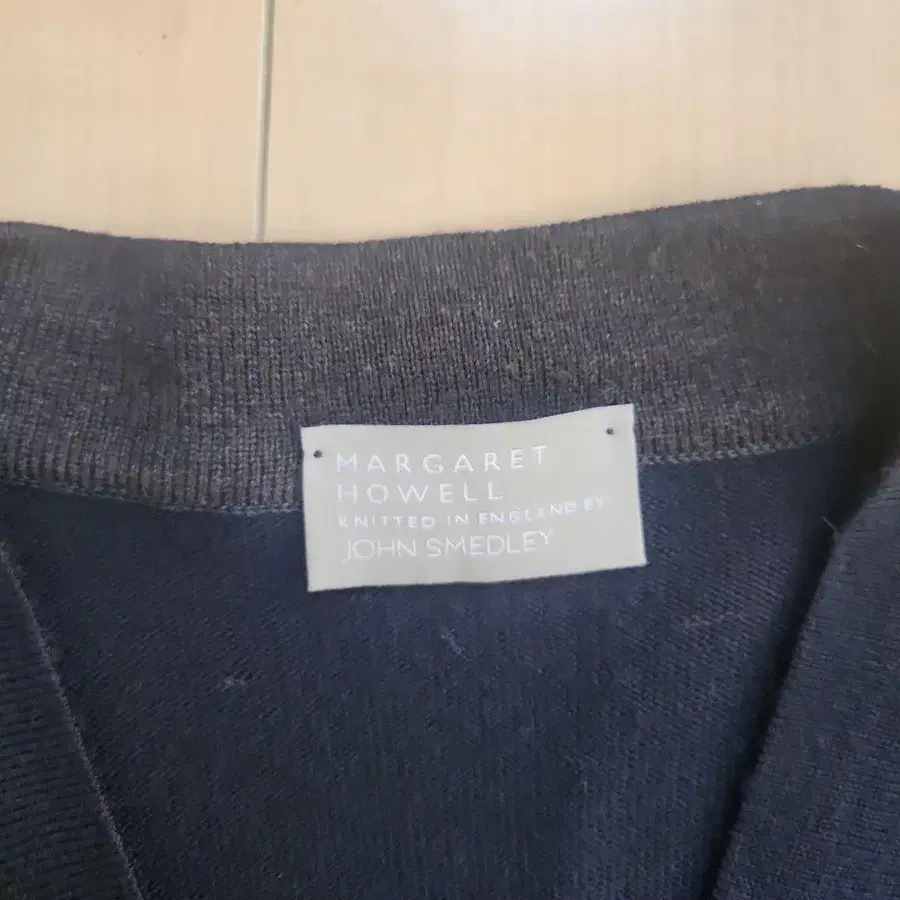 MARGARET
HOWELL
KNITTED IN ENGLAND BY
JOHN SMEDLEY